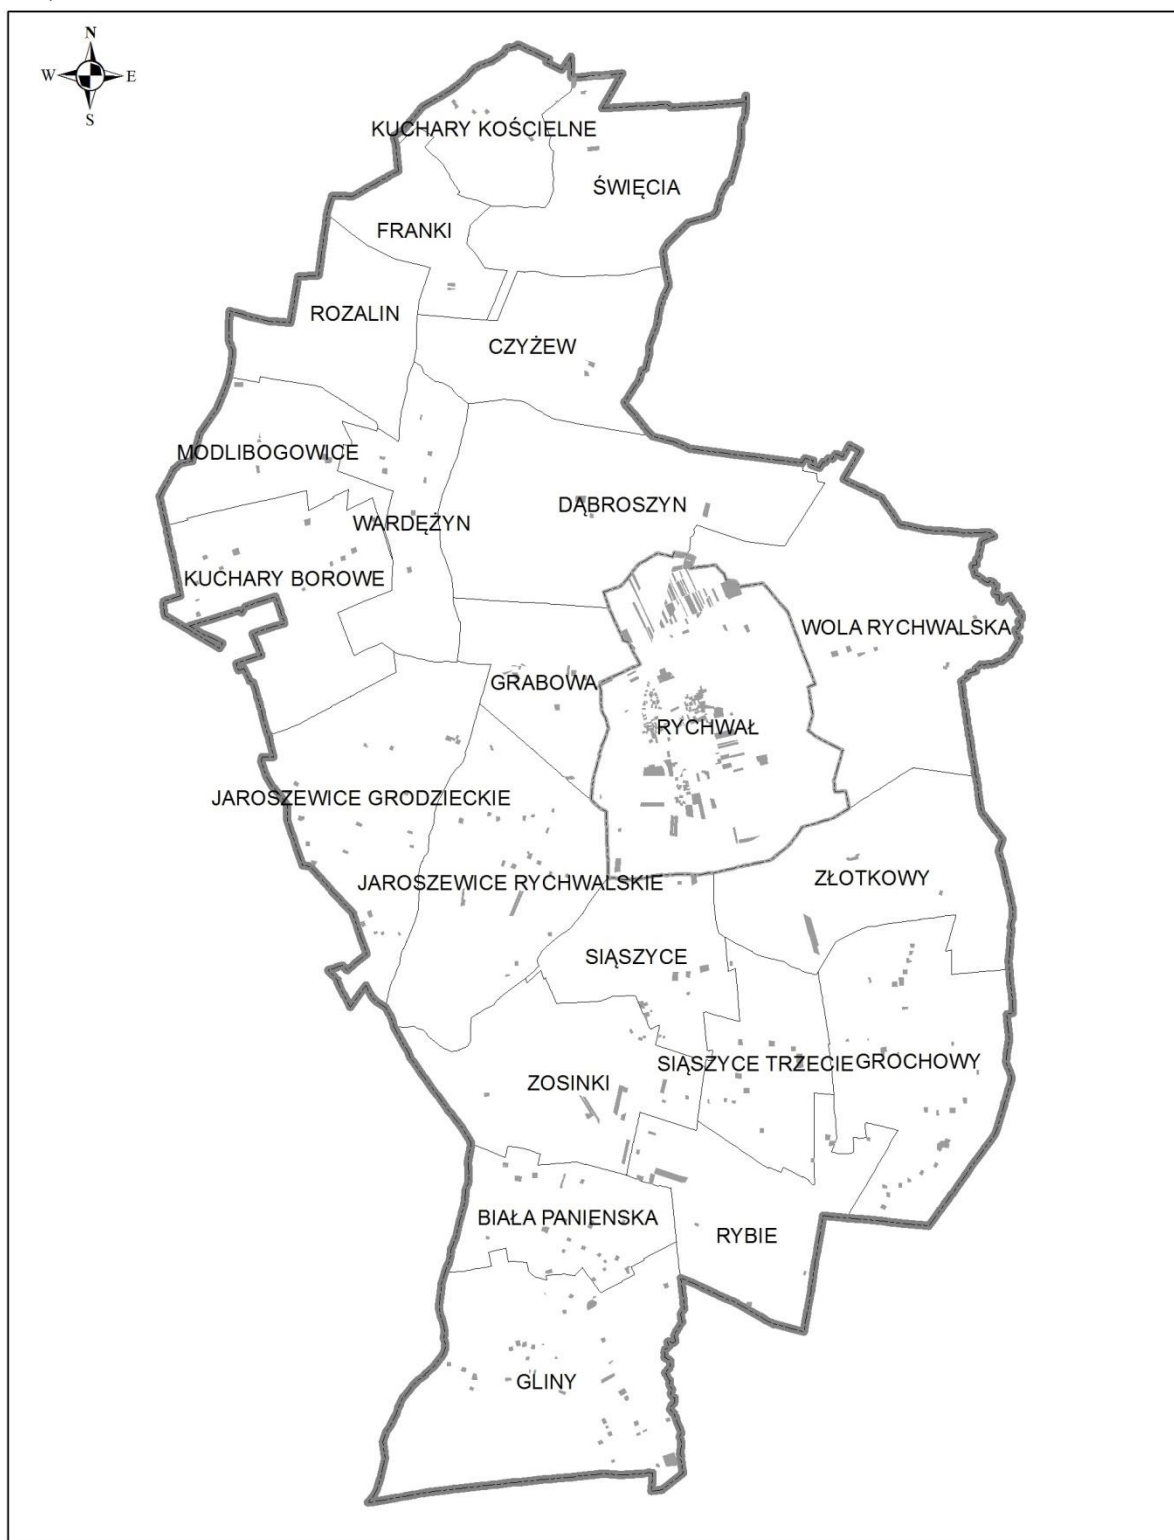 N
W E
S
KUCHARY KOŚCIELNE
ŚWIĘCIA
FRANKI
ROZALIN
CZYŻEW
MODLIBOGOWICE
DĄBROSZYN
WARDĘŻYN
KUCHARY BOROWE
WOLA RYCHWALSKA
GRABOWA
RYCHWAŁ
JAROSZEWICE GRODZIECKIE
ZŁOTKOWY
JAROSZEWICE RYCHWALSKIE
SIĄSZYCE
SIĄSZYCE TRZECIE
GROCHOWY
ZOSINKI
BIAŁA PANIENSKA
RYBIE
GLINY